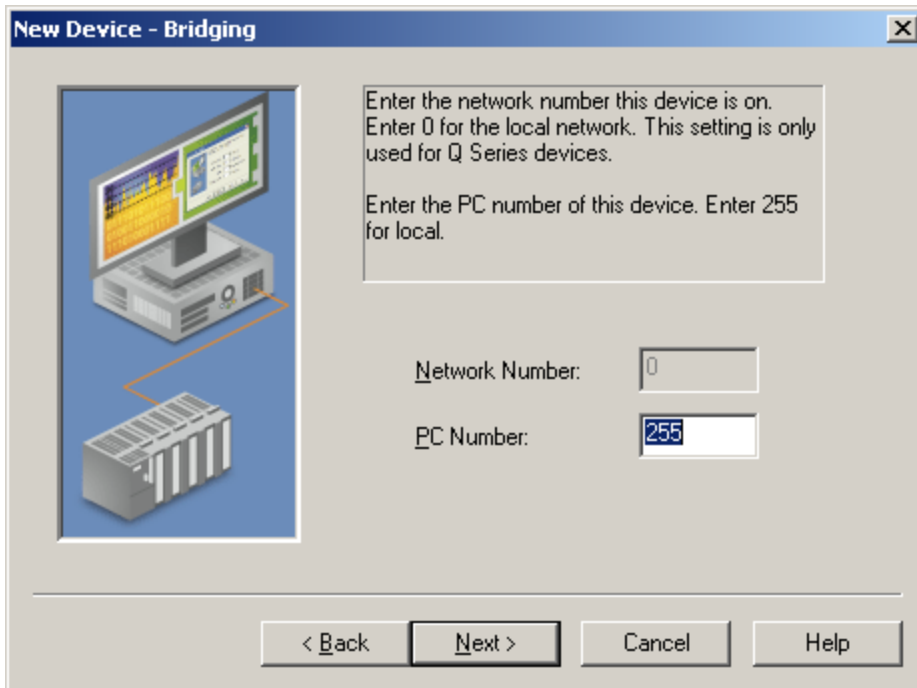 New Device - Bridging
Enter the network number this device is on.
Enter 0 for the local network. This setting is only
used for Q Series devices.
Enter the PC number of this device. Enter 255
for local.
Network Number: 0
PC Number: 255
< Back Next > Cancel Help